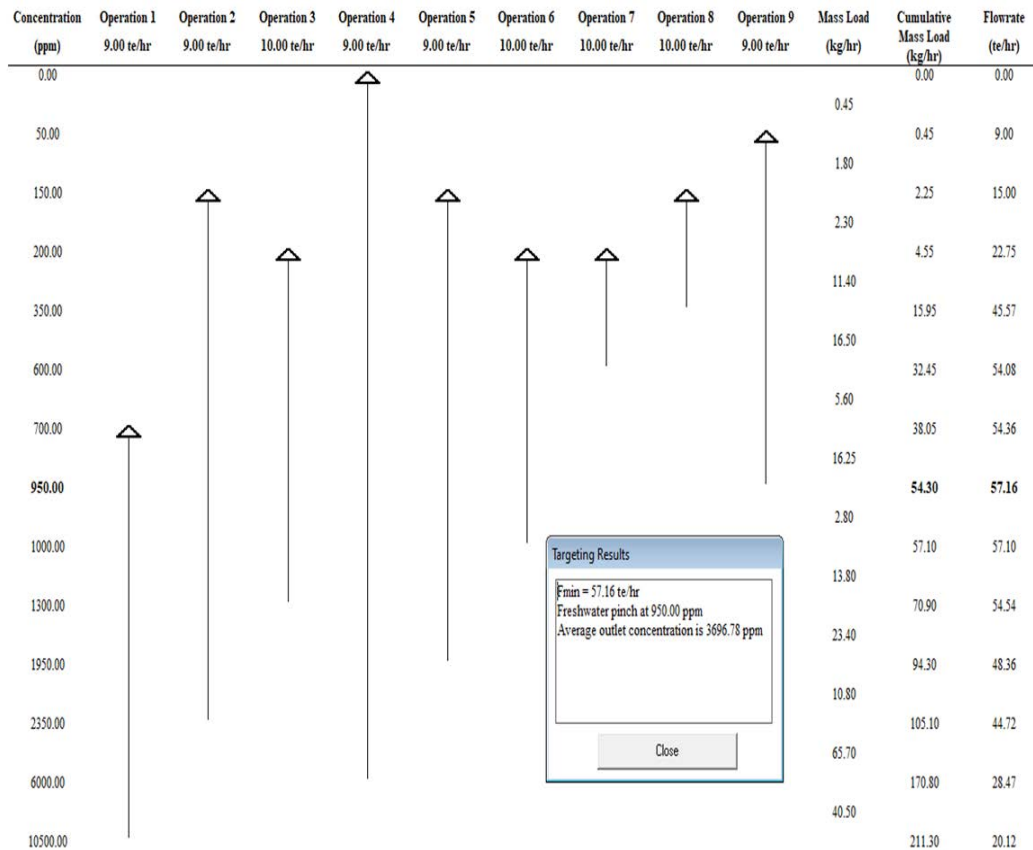 Concentration Operation 1 Operation 2 Operation 3 Operation 4 Operation 5 Operation 6 Operation 7 Operation 8 Operation 9 Mass Load Cumulative Mass Load Flowrate
(ppm) 9.00 te/hr 9.00 te/hr 10.00 te/hr 9.00 te/hr 9.00 te/hr 10.00 te/hr 10.00 te/hr 10.00 te/hr 9.00 te/hr (kg/hr) (kg/hr) (te/hr)
0.00 0.00 0.00
0.45
50.00 0.45 9.00
1.80
150.00 2.25 15.00
2.30
200.00 4.55 22.75
11.40
350.00 15.95 45.57
16.50
600.00 32.45 54.08
5.60
700.00 38.05 54.36
16.25
950.00 54.30 57.16
2.80
1000.00 57.10 57.10
13.80
1300.00 70.90 54.54
23.40
1950.00 94.30 48.36
10.80
2350.00 105.10 44.72
65.70
6000.00 170.80 28.47
40.50
10500.00 211.30 20.12
Targeting Results
Fmin = 57.16 te/hr
Freshwater pinch at 950.00 ppm
Average outlet concentration is 3696.78 ppm
Close